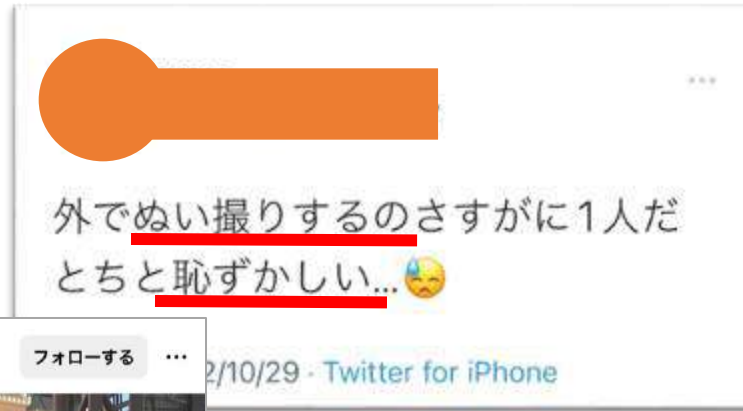 外でぬい撮りするのさすがに1人だ
とちと恥ずかしい…😓
フォローする …
2/10/29 · Twitter for iPhone